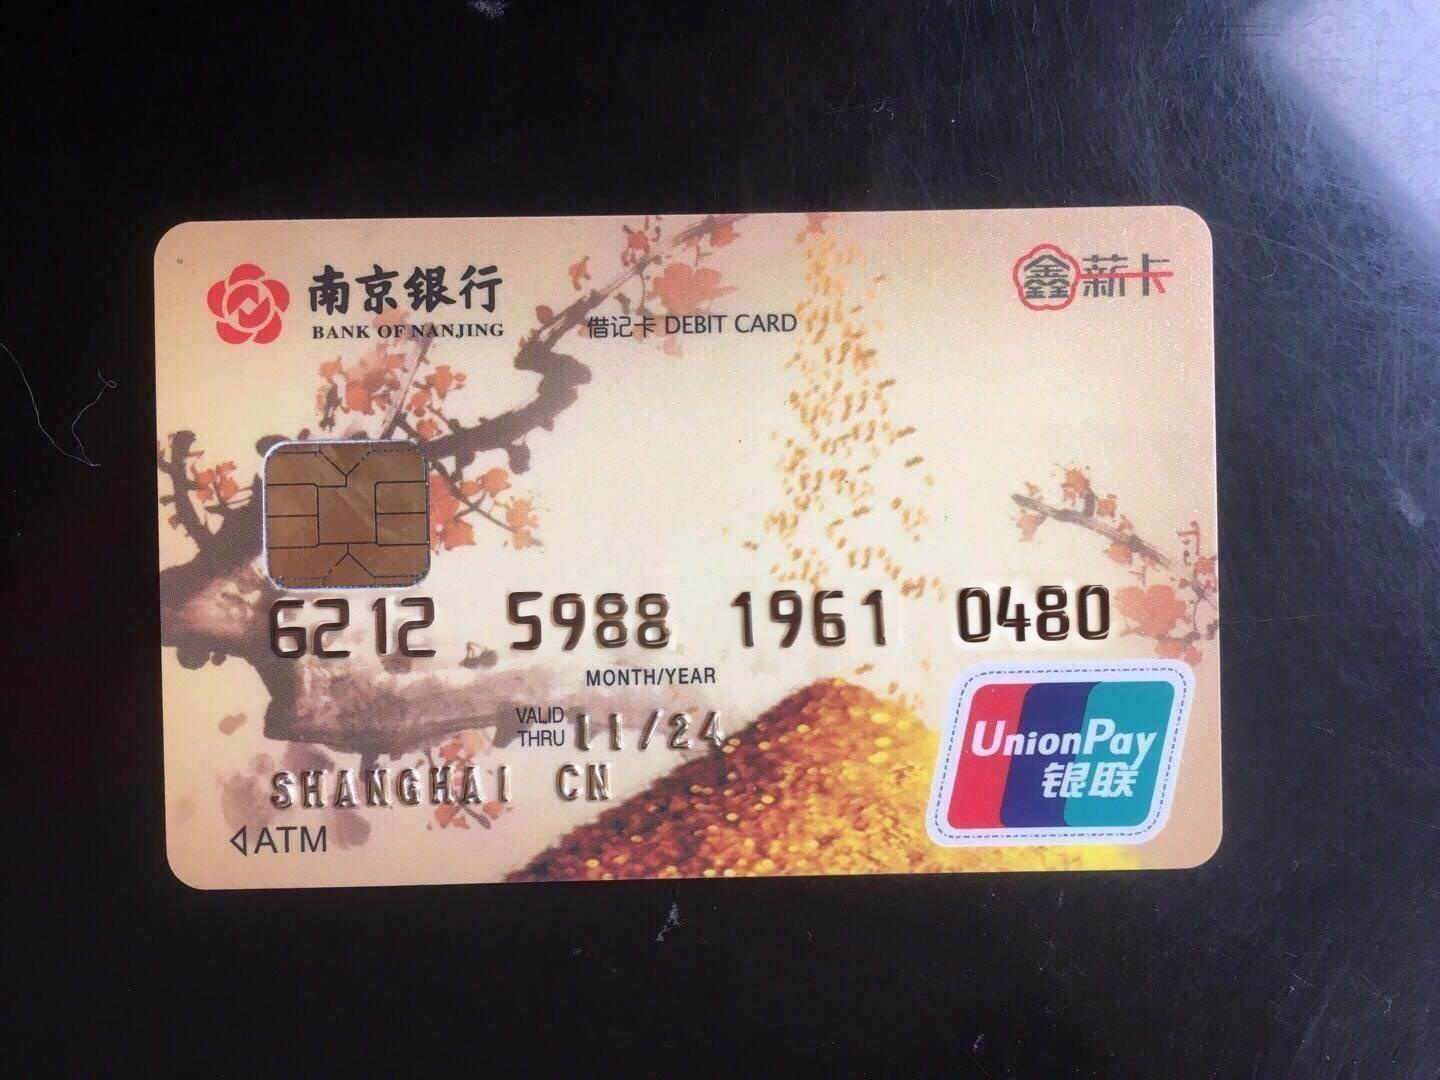 南京银行
BANK OF NANJING
借记卡 DEBIT CARD
鑫薪卡
6212 5988 1961 0480
MONTH/YEAR
VALID THRU 11/24
SHANGHAI CN
ATM
UnionPay
银联